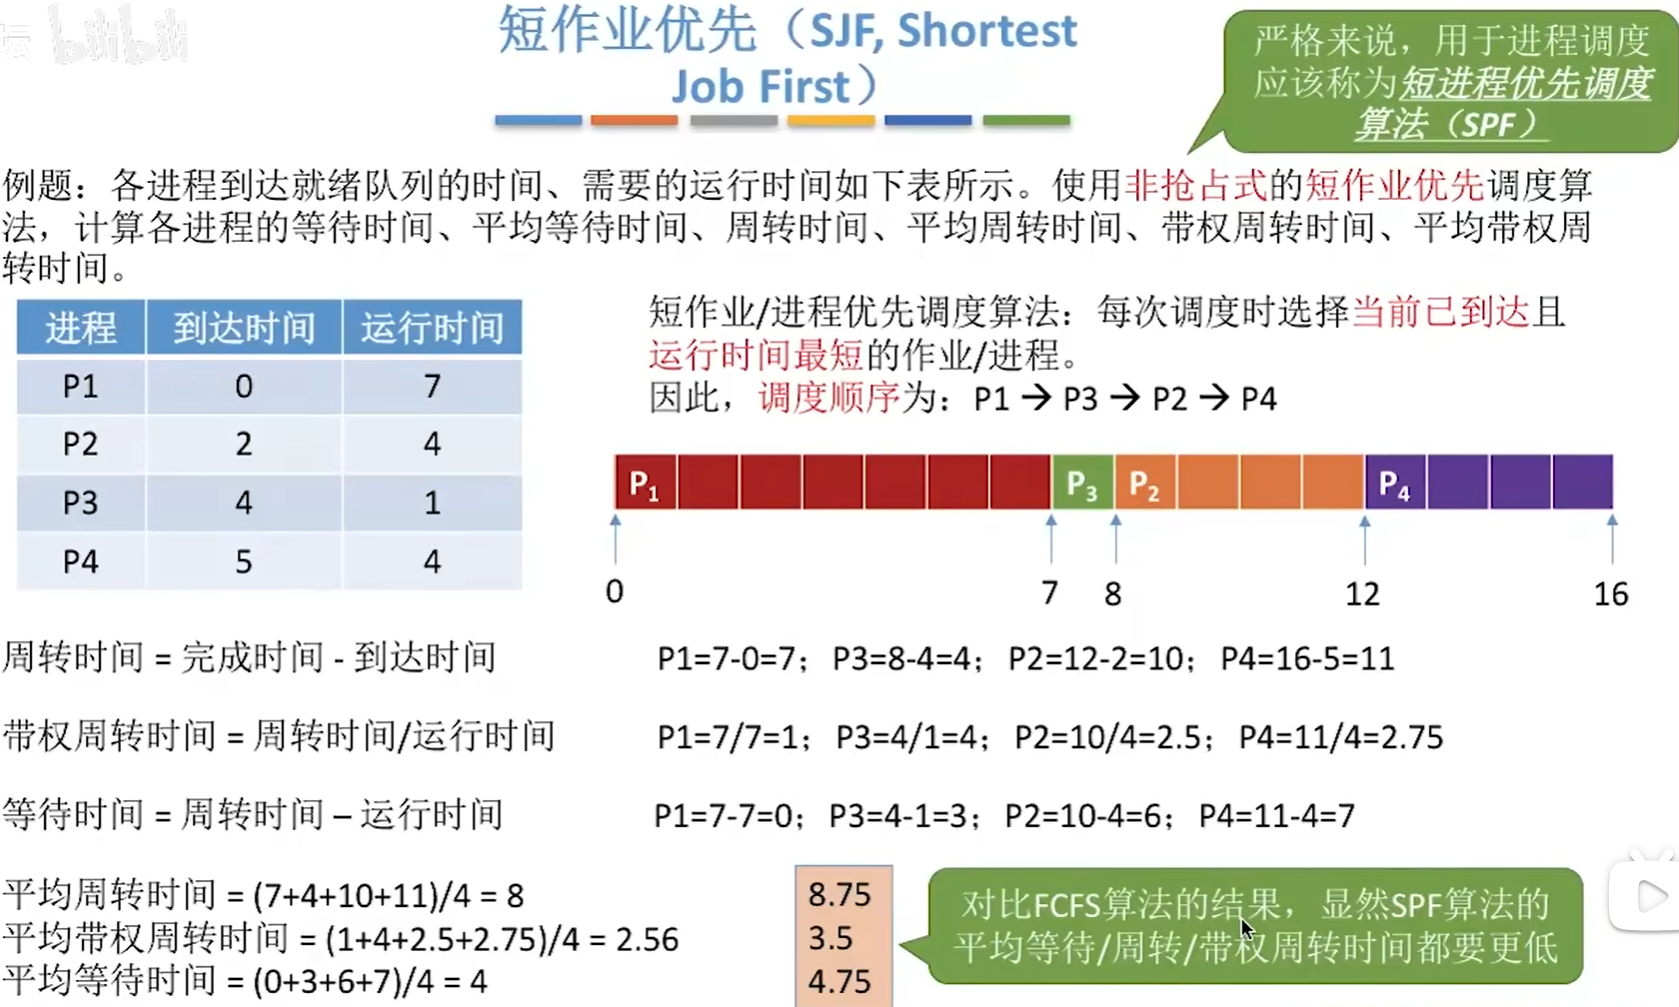 坛 bilibili
短作业优先（SJF, Shortest
Job First）
严格来说，用于进程调度
应该称为短进程优先调度
算法（SPF）
例题：各进程到达就绪队列的时间、需要的运行时间如下表所示。使用非抢占式的短作业优先调度算
法，计算各进程的等待时间、平均等待时间、周转时间、平均周转时间、带权周转时间、平均带权周
转时间。
进程 到达时间 运行时间
P1 0 7
P2 2 4
P3 4 1
P4 5 4
短作业/进程优先调度算法：每次调度时选择当前已到达且
运行时间最短的作业/进程。
因此，调度顺序为：P1 → P3 → P2 → P4
P1 P3 P2 P4
0 7 8 12 16
周转时间 = 完成时间 - 到达时间 P1=7-0=7；P3=8-4=4；P2=12-2=10；P4=16-5=11
带权周转时间 = 周转时间/运行时间 P1=7/7=1；P3=4/1=4；P2=10/4=2.5；P4=11/4=2.75
等待时间 = 周转时间 – 运行时间 P1=7-7=0；P3=4-1=3；P2=10-4=6；P4=11-4=7
平均周转时间 = (7+4+10+11)/4 = 8
平均带权周转时间 = (1+4+2.5+2.75)/4 = 2.56
平均等待时间 = (0+3+6+7)/4 = 4
8.75
3.5
4.75
对比FCFS算法的结果，显然SPF算法的
平均等待/周转/带权周转时间都要更低